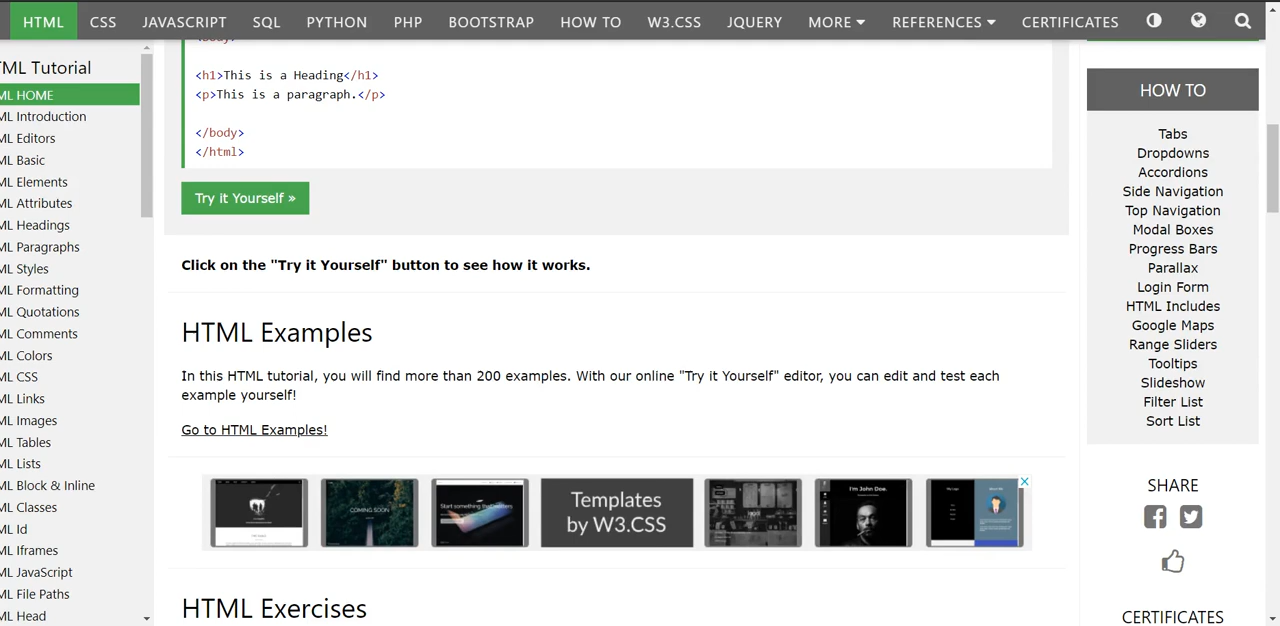 HTML CSS JAVASCRIPT SQL PYTHON PHP BOOTSTRAP HOW TO W3.CSS JQUERY MORE REFERENCES CERTIFICATES
TML Tutorial
ML HOME
ML Introduction
ML Editors
ML Basic
ML Elements
ML Attributes
ML Headings
ML Paragraphs
ML Styles
ML Formatting
ML Quotations
ML Comments
ML Colors
ML CSS
ML Links
ML Images
ML Tables
ML Lists
ML Block & Inline
ML Classes
ML Id
ML Iframes
ML JavaScript
ML File Paths
ML Head
<body>
<h1>This is a Heading</h1>
<p>This is a paragraph.</p>
</body>
</html>
Try it Yourself »
Click on the "Try it Yourself" button to see how it works.
HTML Examples
In this HTML tutorial, you will find more than 200 examples. With our online "Try it Yourself" editor, you can edit and test each
example yourself!
Go to HTML Examples!
COMING SOON
Start something
Templates
by W3.CSS
I'm John Doe.
HTML Exercises
HOW TO
Tabs
Dropdowns
Accordions
Side Navigation
Top Navigation
Modal Boxes
Progress Bars
Parallax
Login Form
HTML Includes
Google Maps
Range Sliders
Tooltips
Slideshow
Filter List
Sort List
SHARE
CERTIFICATES